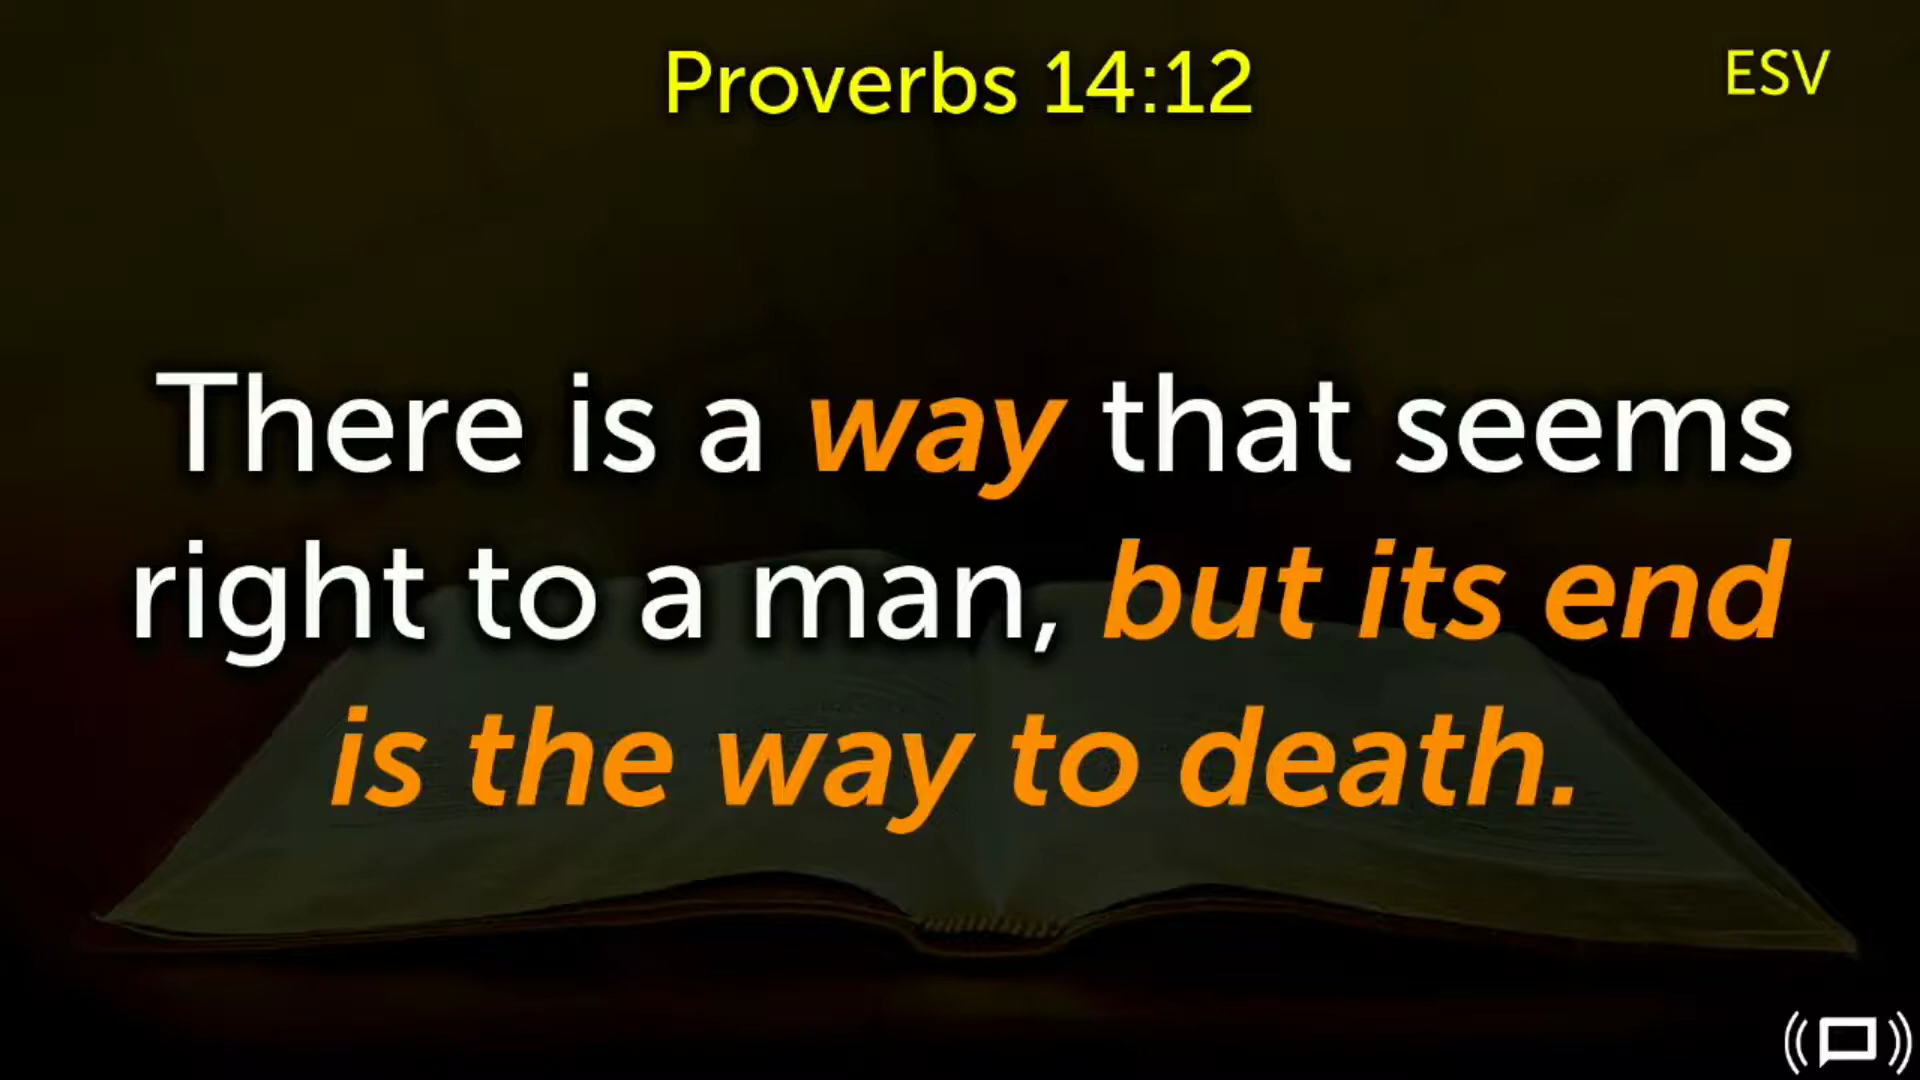 Proverbs 14:12
ESV
There is a way that seems
right to a man, but its end
is the way to death.